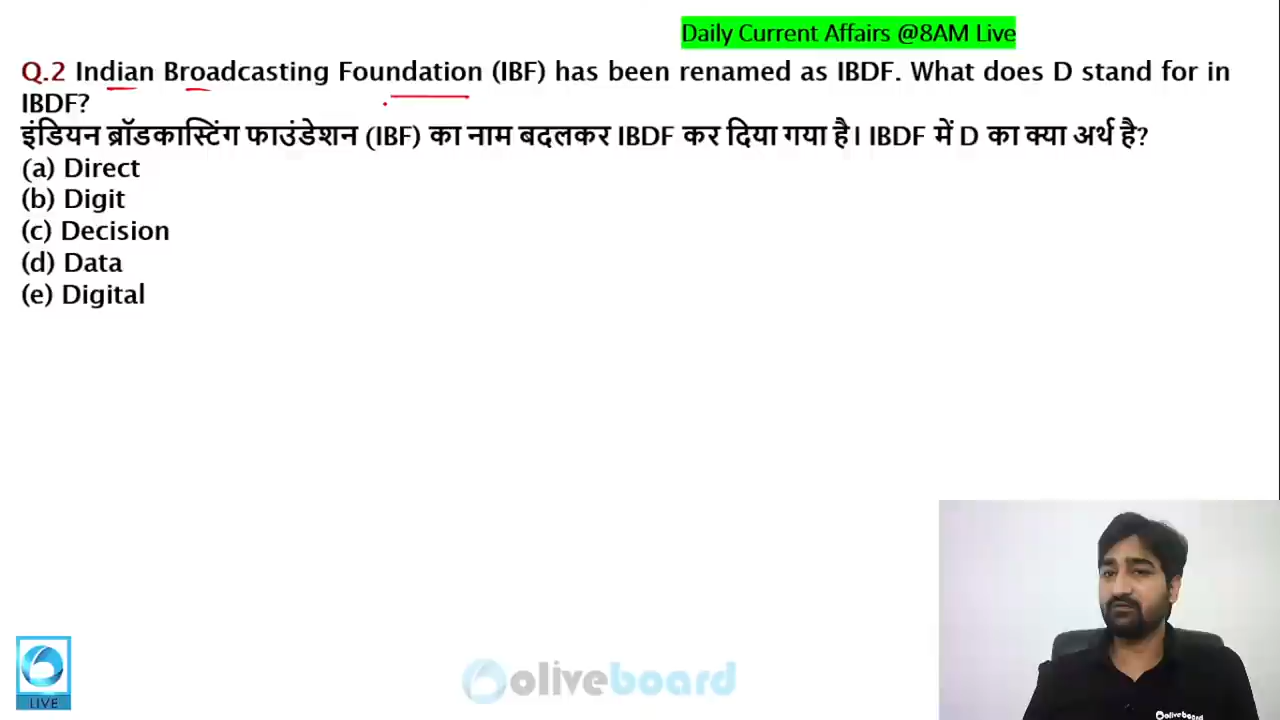 Daily Current Affairs @8AM Live
Q.2 Indian Broadcasting Foundation (IBF) has been renamed as IBDF. What does D stand for in
IBDF?
इंडियन ब्रॉडकास्टिंग फाउंडेशन (IBF) का नाम बदलकर IBDF कर दिया गया है। IBDF में D का क्या अर्थ है?
(a) Direct
(b) Digit
(c) Decision
(d) Data
(e) Digital
LIVE
oliveboard
oliveboard